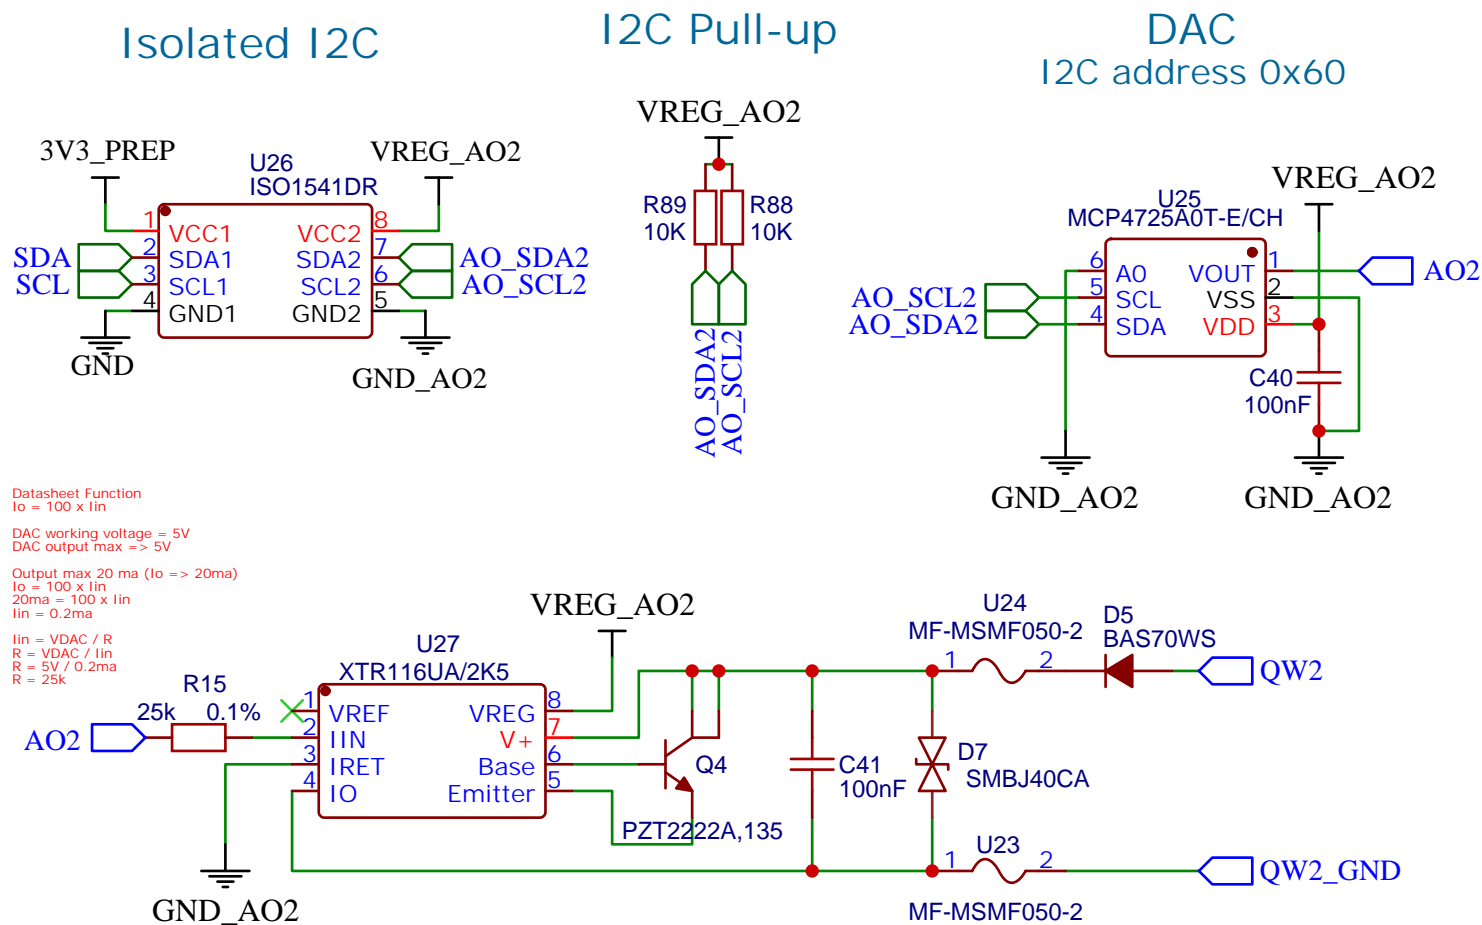 Isolated I2C
I2C Pull-up
DAC
I2C address 0x60
3V3_PREP
VREG_AO2
U26
ISO1541DR
SDA
SCL
1
2
3
4
VCC1
SDA1
SCL1
GND1
VCC2
SDA2
SCL2
GND2
8
7
6
5
AO_SDA2
AO_SCL2
GND
GND_AO2
VREG_AO2
R89
10K
R88
10K
AO_SDA2
AO_SCL2
VREG_AO2
U25
MCP4725A0T-E/CH
AO_SCL2
AO_SDA2
6
5
4
A0
SCL
SDA
VOUT
VSS
VDD
1
2
3
AO2
C40
100nF
GND_AO2
GND_AO2
Datasheet Function
Io = 100 x Iin
DAC working voltage = 5V
DAC output max => 5V
Output max 20 ma (Io => 20ma)
Io = 100 x Iin
20ma = 100 x Iin
Iin = 0.2ma
Iin = VDAC / R
R = VDAC / Iin
R = 5V / 0.2ma
R = 25k
R15
25k
0.1%
AO2
GND_AO2
VREG_AO2
U27
XTR116UA/2K5
1
2
3
4
VREF
IIN
IRET
IO
VREG
V+
Base
Emitter
8
7
6
5
Q4
PZT2222A,135
C41
100nF
D7
SMBJ40CA
U24
MF-MSMF050-2
1
2
D5
BAS70WS
QW2
U23
1
2
MF-MSMF050-2
QW2_GND